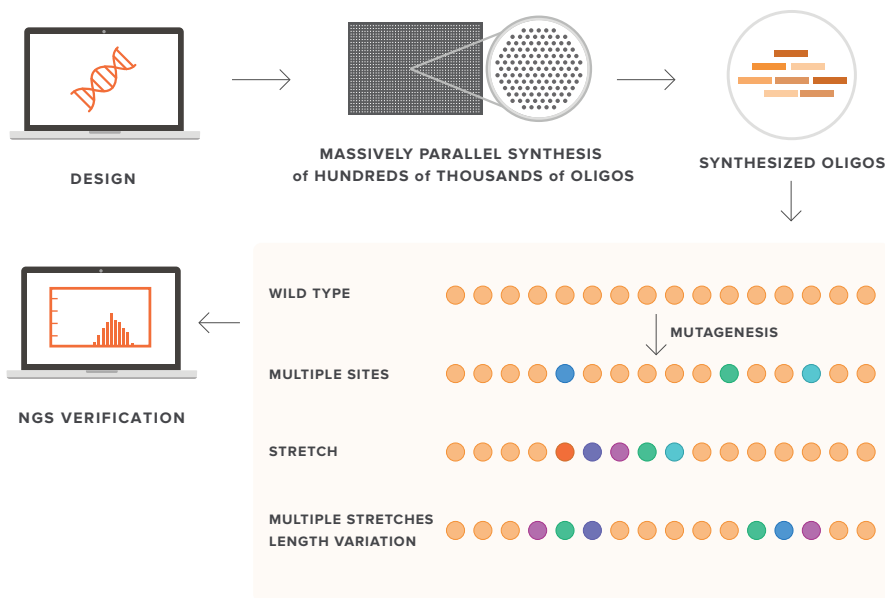 DESIGN
MASSIVELY PARALLEL SYNTHESIS
of HUNDREDS of THOUSANDS of OLIGOS
SYNTHESIZED OLIGOS
WILD TYPE
MUTAGENESIS
MULTIPLE SITES
STRETCH
MULTIPLE STRETCHES
LENGTH VARIATION
NGS VERIFICATION